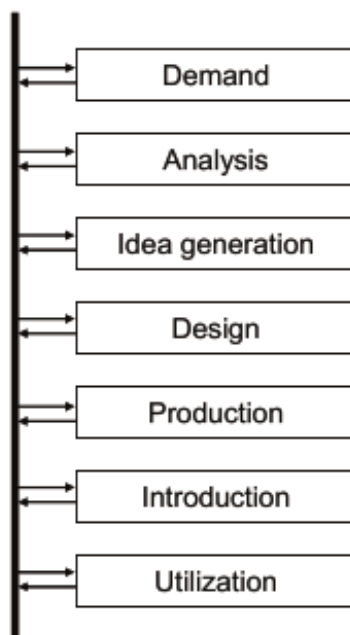 Demand
Analysis
Idea generation
Design
Production
Introduction
Utilization